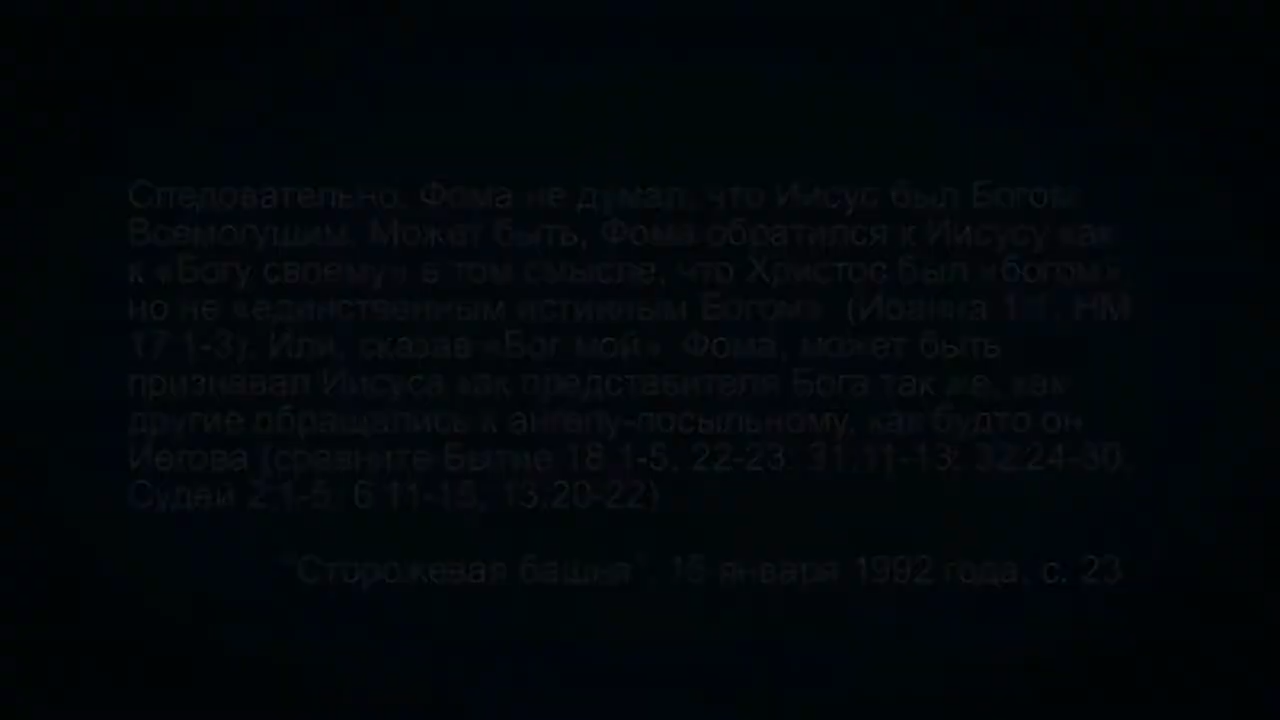 Следовательно, Фома не думал, что Иисус был Богом
Всемогущим. Может быть, Фома обратился к Иисусу как
к «Богу своему» в том смысле, что Христос был «богом»,
но не «единственным истинным Богом». (Иоанна 1:1, НМ
17:1-3). Или, сказав «Бог мой», Фома, может быть
признавал Иисуса как представителя Бога так же, как
другие обращались к ангелу-посыльному, как будто он
Иегова (сравните Бытие 18:1-5, 22-23; 31:11-13; 32:24-30,
Судей 2:1-5; 6:11-15; 13:20-22)
"Сторожевая башня", 15 января 1992 года, с. 23